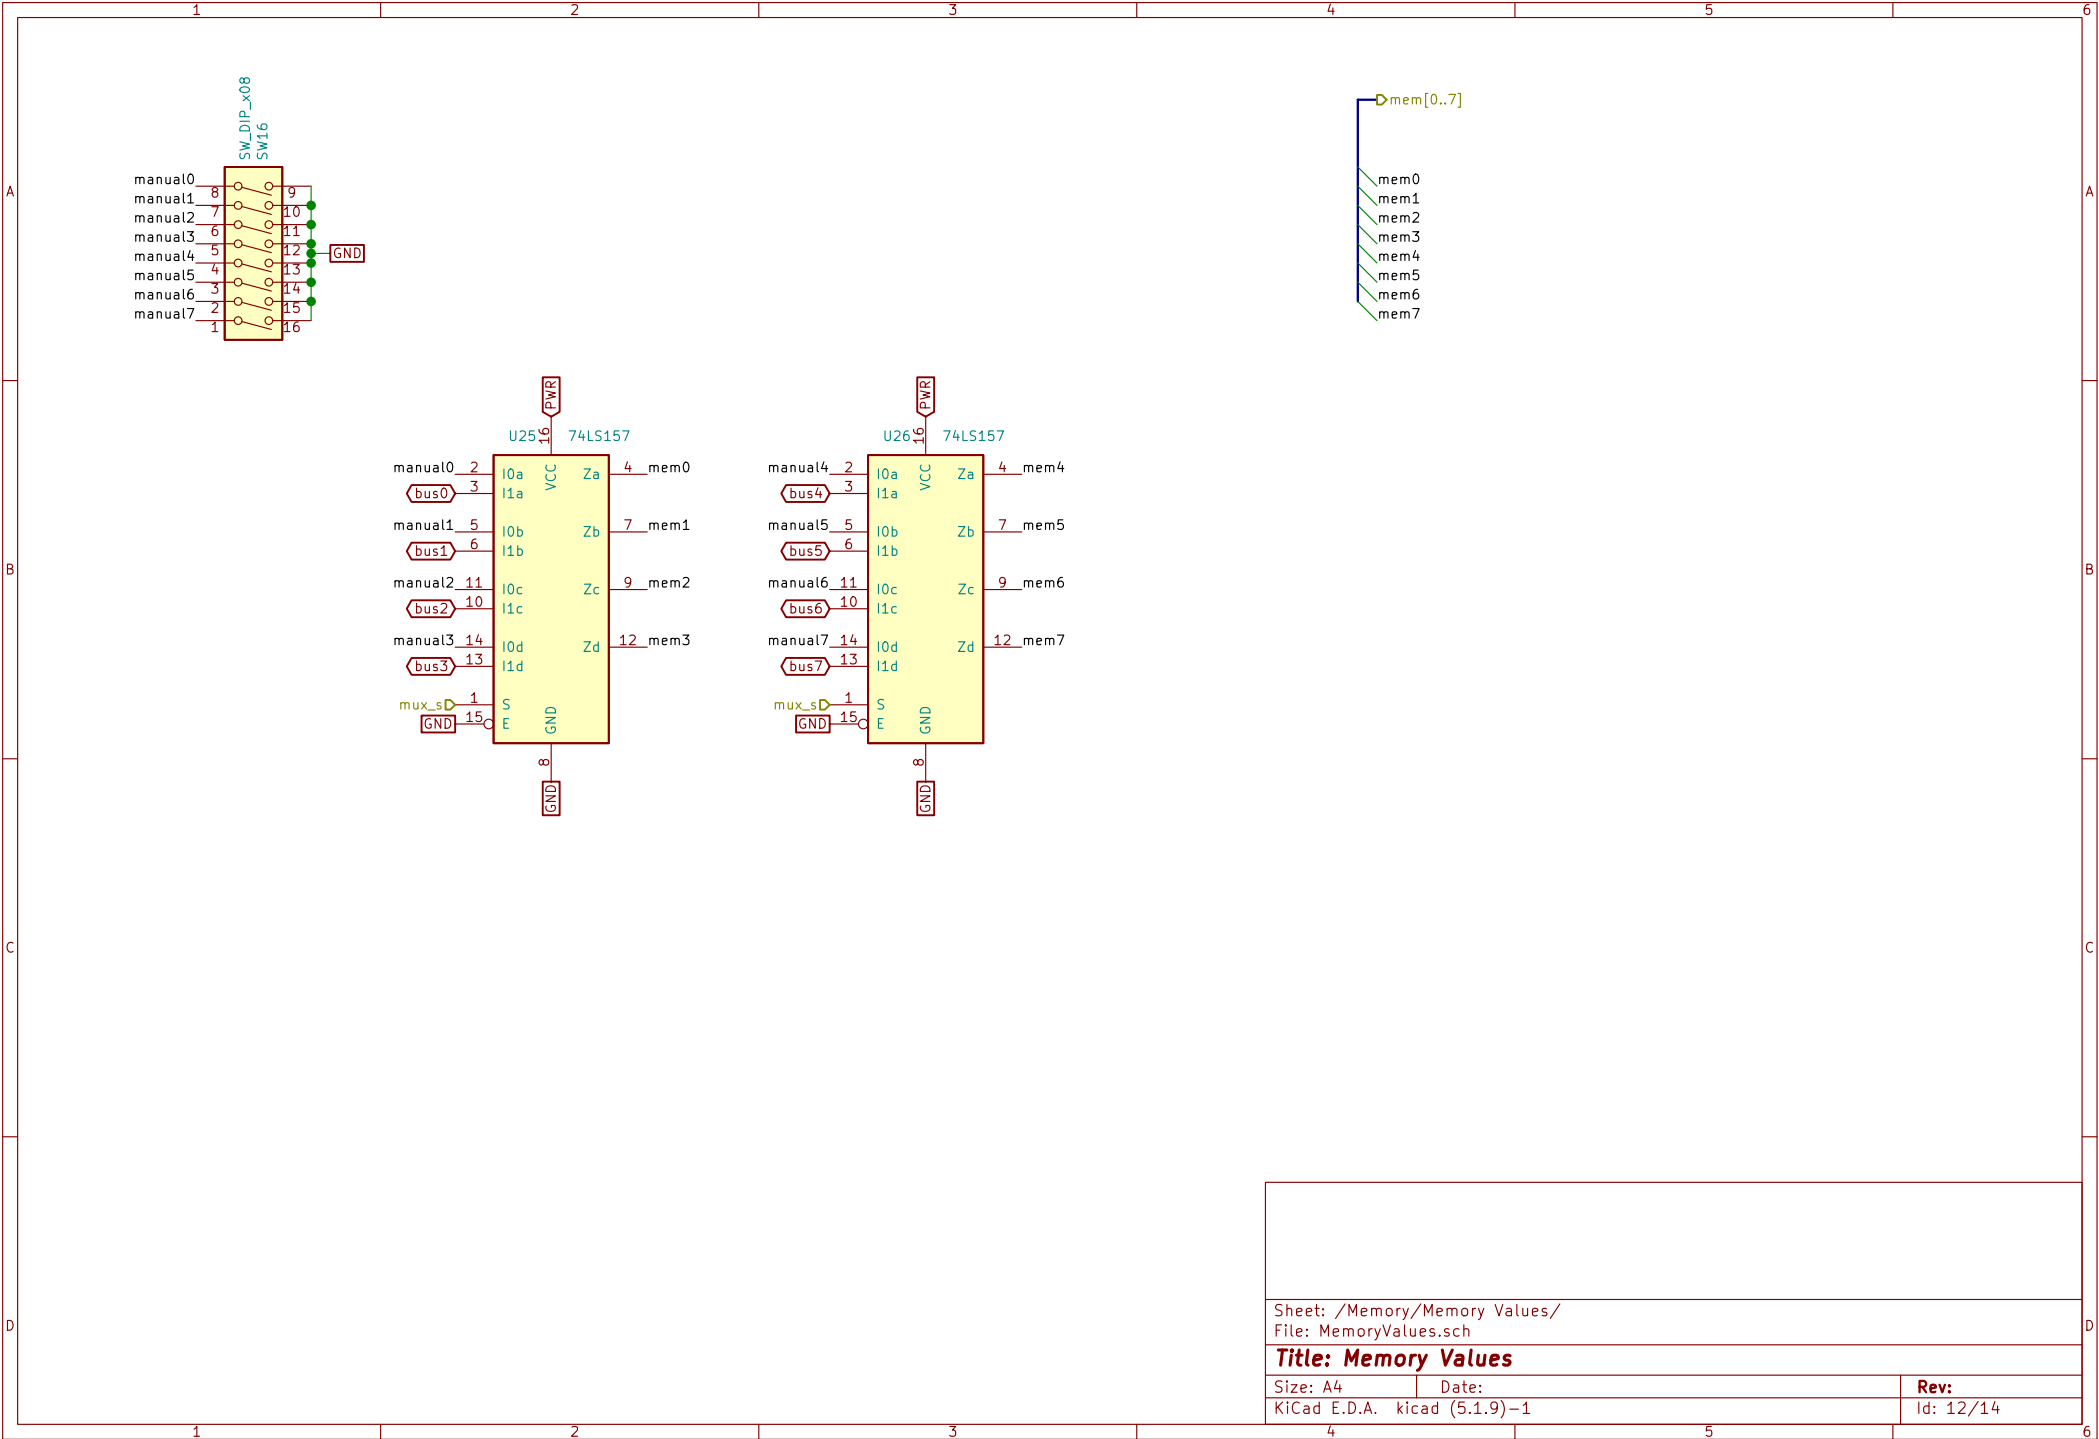 1 2 3 4 5 6
A A
B B
C C
D D
SW_DIP_x08
SW16
manual0 8 9
manual1 7 10
manual2 6 11
manual3 5 12
GND
manual4 4 13
manual5 3 14
manual6 2 15
manual7 1 16
mem[0..7]
mem0
mem1
mem2
mem3
mem4
mem5
mem6
mem7
PWR
16
U25 74LS157
VCC
manual0 2 I0a Za 4 mem0
bus0 3 I1a
manual1 5 I0b Zb 7 mem1
bus1 6 I1b
manual2 11 I0c Zc 9 mem2
bus2 10 I1c
manual3 14 I0d Zd 12 mem3
bus3 13 I1d
mux_s 1 S
GND 15 E
GND
8
GND
PWR
16
U26 74LS157
VCC
manual4 2 I0a Za 4 mem4
bus4 3 I1a
manual5 5 I0b Zb 7 mem5
bus5 6 I1b
manual6 11 I0c Zc 9 mem6
bus6 10 I1c
manual7 14 I0d Zd 12 mem7
bus7 13 I1d
mux_s 1 S
GND 15 E
GND
8
GND
Sheet: /Memory/Memory Values/
File: MemoryValues.sch
Title: Memory Values
Size: A4 Date: Rev:
KiCad E.D.A. kicad (5.1.9)-1 Id: 12/14
1 2 3 4 5 6